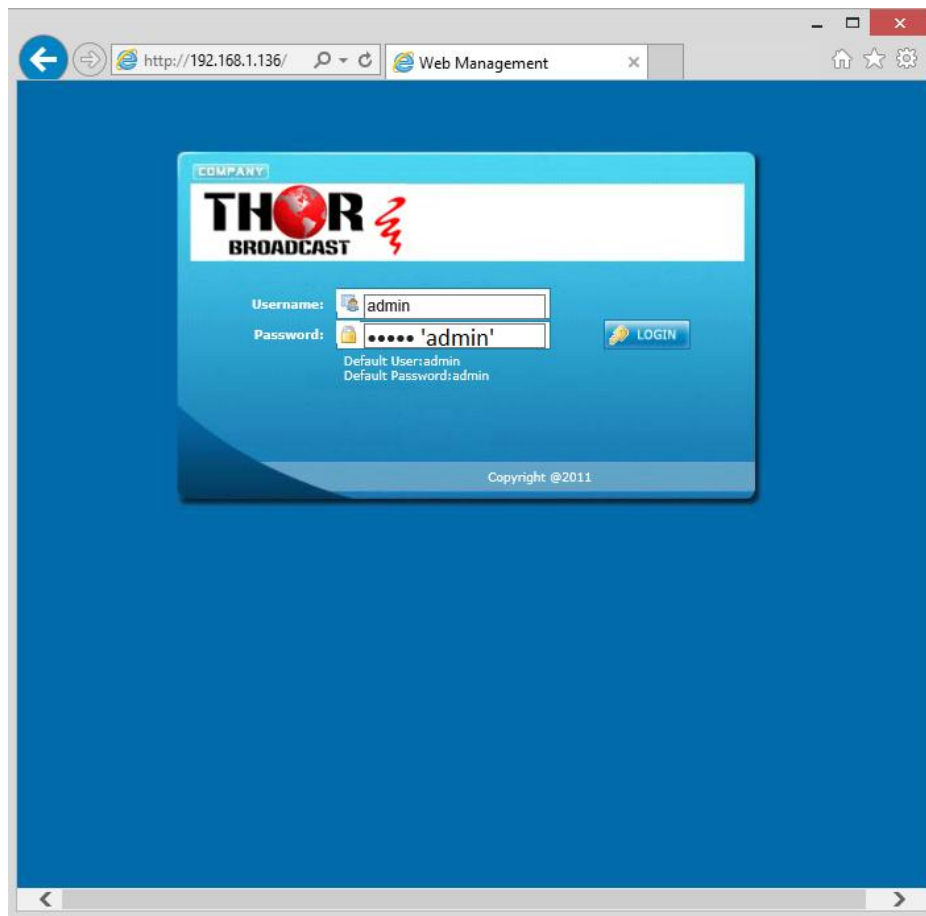 http://192.168.1.136/
Web Management
COMPANY
THOR
BROADCAST
Username: admin
Password: ••••• 'admin'
LOGIN
Default User:admin
Default Password:admin
Copyright @2011